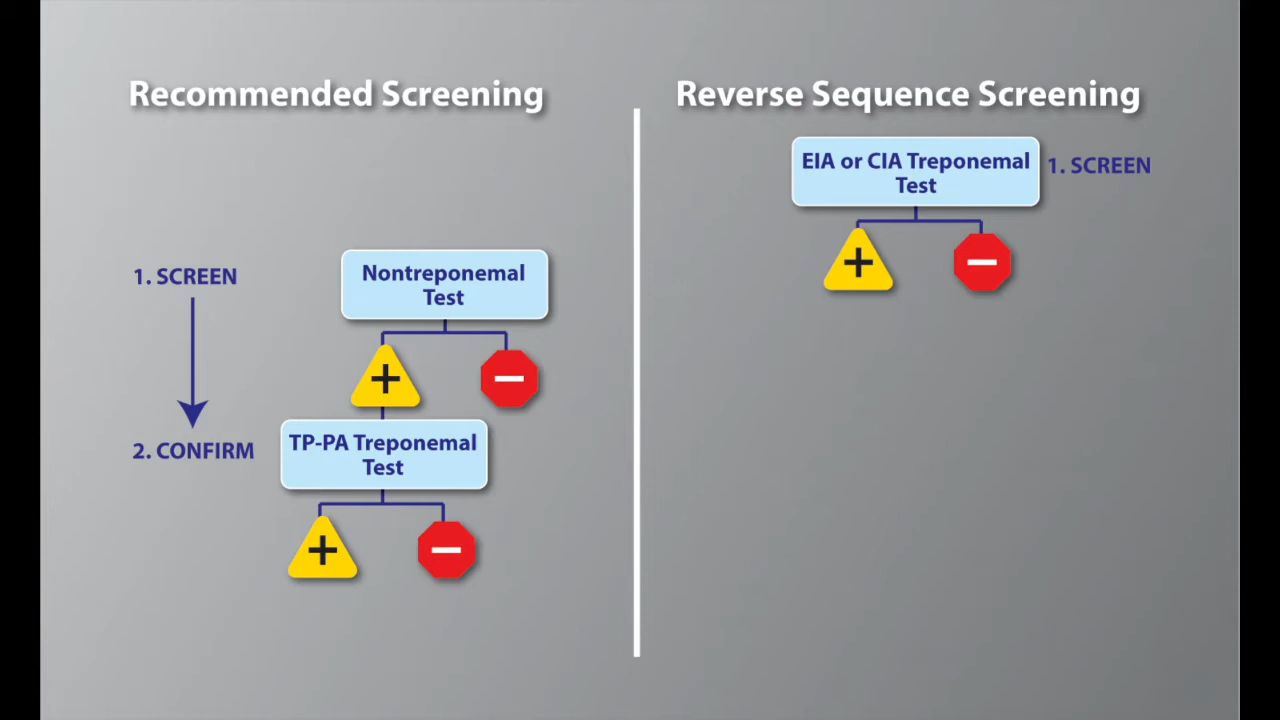 Recommended Screening
1. SCREEN
Nontreponemal
Test
+
−
2. CONFIRM
TP-PA Treponemal
Test
+
−
Reverse Sequence Screening
EIA or CIA Treponemal
Test
1. SCREEN
+
−